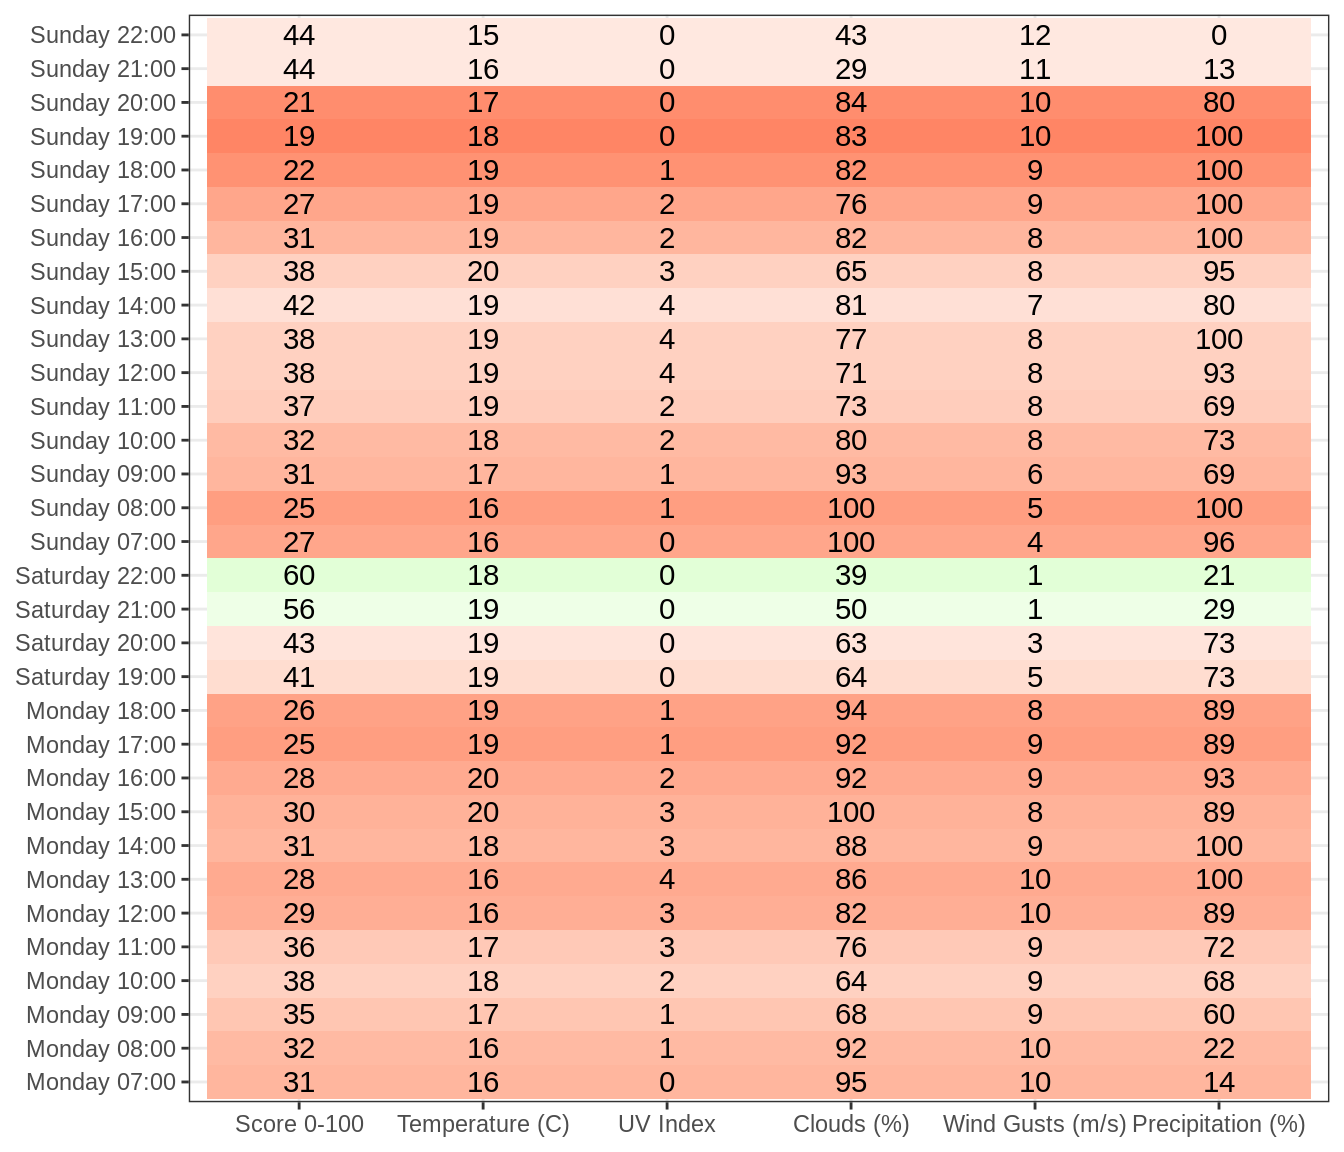 Sunday 22:00 44 15 0 43 12 0
Sunday 21:00 44 16 0 29 11 13
Sunday 20:00 21 17 0 84 10 80
Sunday 19:00 19 18 0 83 10 100
Sunday 18:00 22 19 1 82 9 100
Sunday 17:00 27 19 2 76 9 100
Sunday 16:00 31 19 2 82 8 100
Sunday 15:00 38 20 3 65 8 95
Sunday 14:00 42 19 4 81 7 80
Sunday 13:00 38 19 4 77 8 100
Sunday 12:00 38 19 4 71 8 93
Sunday 11:00 37 19 2 73 8 69
Sunday 10:00 32 18 2 80 8 73
Sunday 09:00 31 17 1 93 6 69
Sunday 08:00 25 16 1 100 5 100
Sunday 07:00 27 16 0 100 4 96
Saturday 22:00 60 18 0 39 1 21
Saturday 21:00 56 19 0 50 1 29
Saturday 20:00 43 19 0 63 3 73
Saturday 19:00 41 19 0 64 5 73
Monday 18:00 26 19 1 94 8 89
Monday 17:00 25 19 1 92 9 89
Monday 16:00 28 20 2 92 9 93
Monday 15:00 30 20 3 100 8 89
Monday 14:00 31 18 3 88 9 100
Monday 13:00 28 16 4 86 10 100
Monday 12:00 29 16 3 82 10 89
Monday 11:00 36 17 3 76 9 72
Monday 10:00 38 18 2 64 9 68
Monday 09:00 35 17 1 68 9 60
Monday 08:00 32 16 1 92 10 22
Monday 07:00 31 16 0 95 10 14
Score 0-100 Temperature (C) UV Index Clouds (%) Wind Gusts (m/s) Precipitation (%)